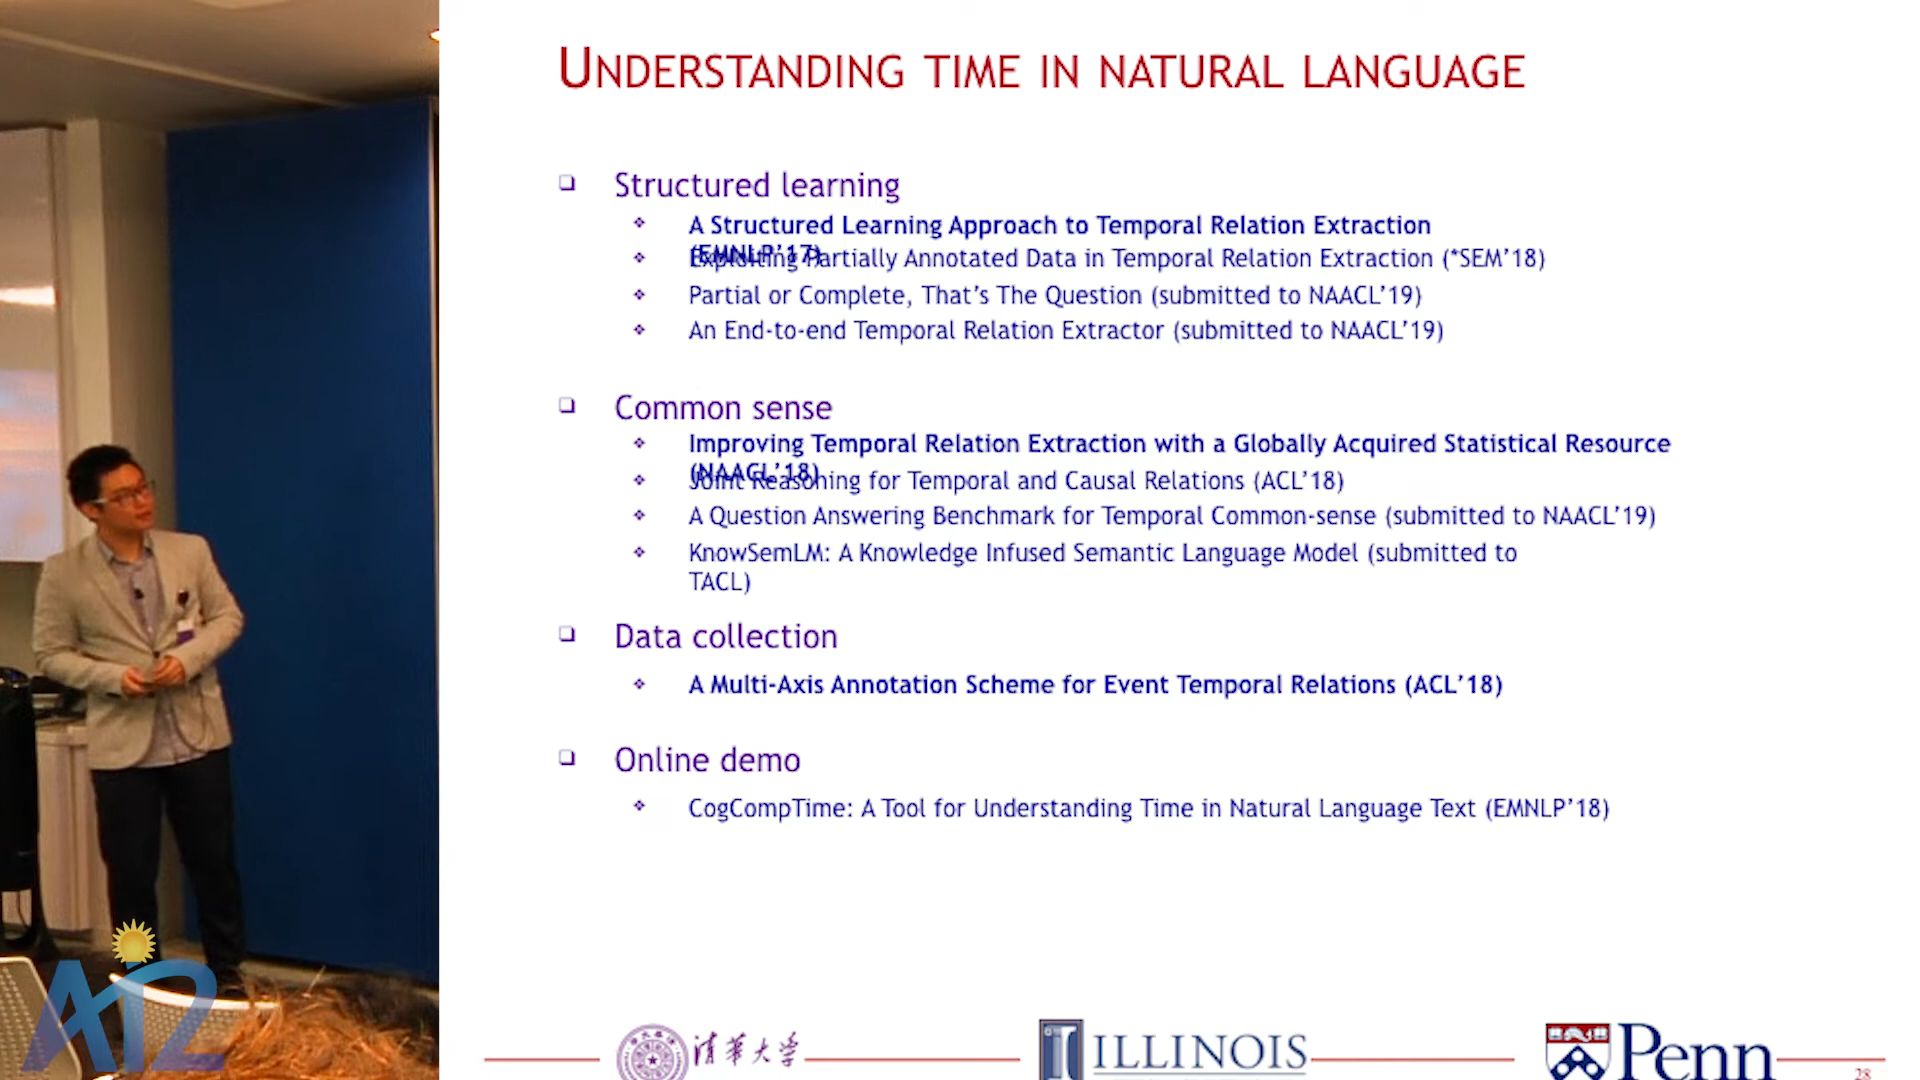 UNDERSTANDING TIME IN NATURAL LANGUAGE
Structured learning
A Structured Learning Approach to Temporal Relation Extraction
(EMNLP’17)
Exploiting Partially Annotated Data in Temporal Relation Extraction (*SEM’18)
Partial or Complete, That’s The Question (submitted to NAACL’19)
An End-to-end Temporal Relation Extractor (submitted to NAACL’19)
Common sense
Improving Temporal Relation Extraction with a Globally Acquired Statistical Resource
(NAACL’18)
Joint Reasoning for Temporal and Causal Relations (ACL’18)
A Question Answering Benchmark for Temporal Common-sense (submitted to NAACL’19)
KnowSemLM: A Knowledge Infused Semantic Language Model (submitted to
TACL)
Data collection
A Multi-Axis Annotation Scheme for Event Temporal Relations (ACL’18)
Online demo
CogCompTime: A Tool for Understanding Time in Natural Language Text (EMNLP’18)
AI2
清華大学
ILLINOIS
Penn
28